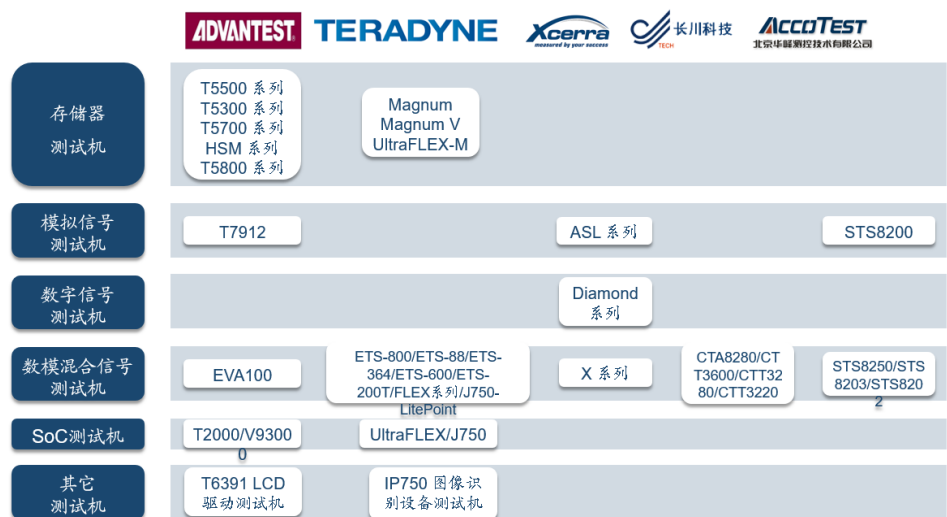 ADVANTEST
TERADYNE
Xcerra
measured by your success
长川科技
TECH
ACCOTEST
北京华峰测控技术有限公司
存储器
测试机
T5500 系列
T5300 系列
T5700 系列
HSM 系列
T5800 系列
Magnum
Magnum V
UltraFLEX-M
模拟信号
测试机
T7912
ASL 系列
STS8200
数字信号
测试机
Diamond
系列
数模混合信号
测试机
EVA100
ETS-800/ETS-88/ETS-
364/ETS-600/ETS-
200T/FLEX系列/J750-
LitePoint
X 系列
CTA8280/CT
T3600/CTT32
80/CTT3220
STS8250/STS
8203/STS820
2
SoC测试机
T2000/V9300
0
UltraFLEX/J750
其它
测试机
T6391 LCD
驱动测试机
IP750 图像识
别设备测试机